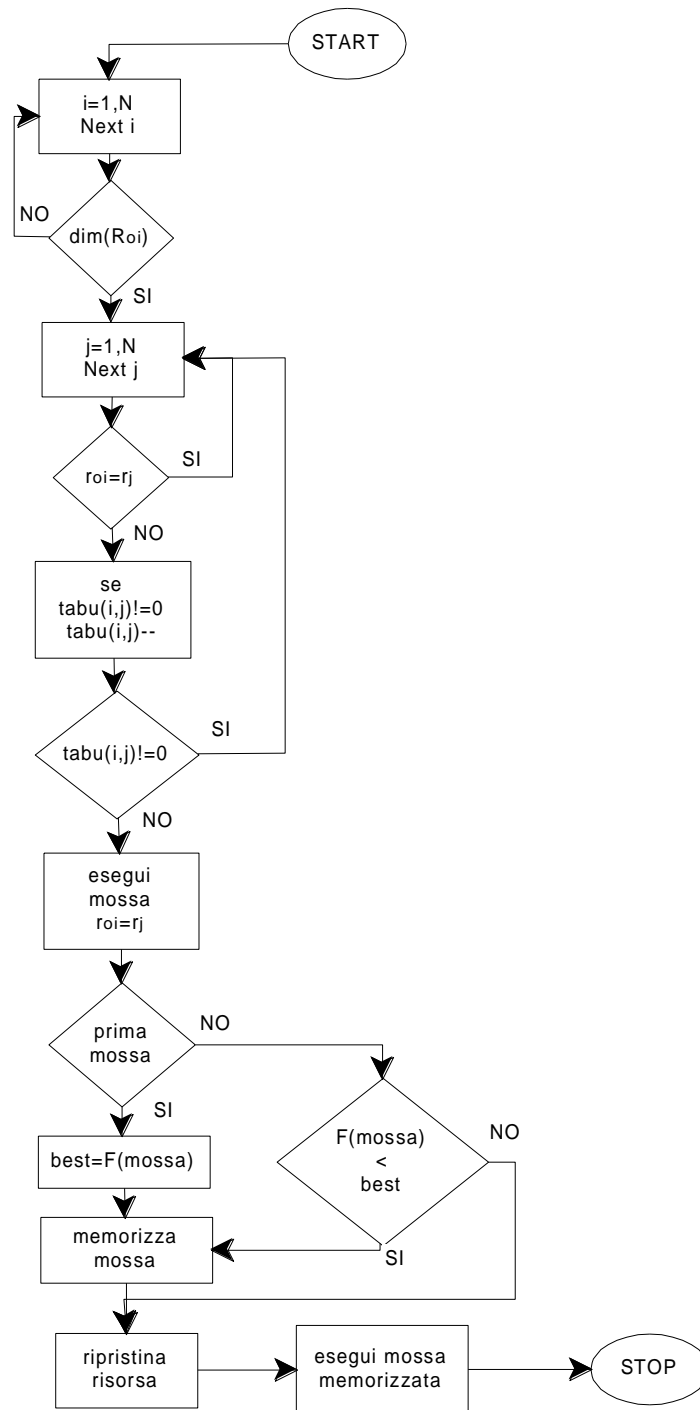 START
i=1,N
Next i
NO
dim(Roi)
SI
j=1,N
Next j
SI
roi=rj
NO
se
tabu(i,j)!=0
tabu(i,j)--
SI
tabu(i,j)!=0
NO
esegui
mossa
roi=rj
NO
prima
mossa
SI
F(mossa)
<
best
NO
best=F(mossa)
memorizza
mossa
SI
ripristina
risorsa
esegui mossa
memorizzata
STOP